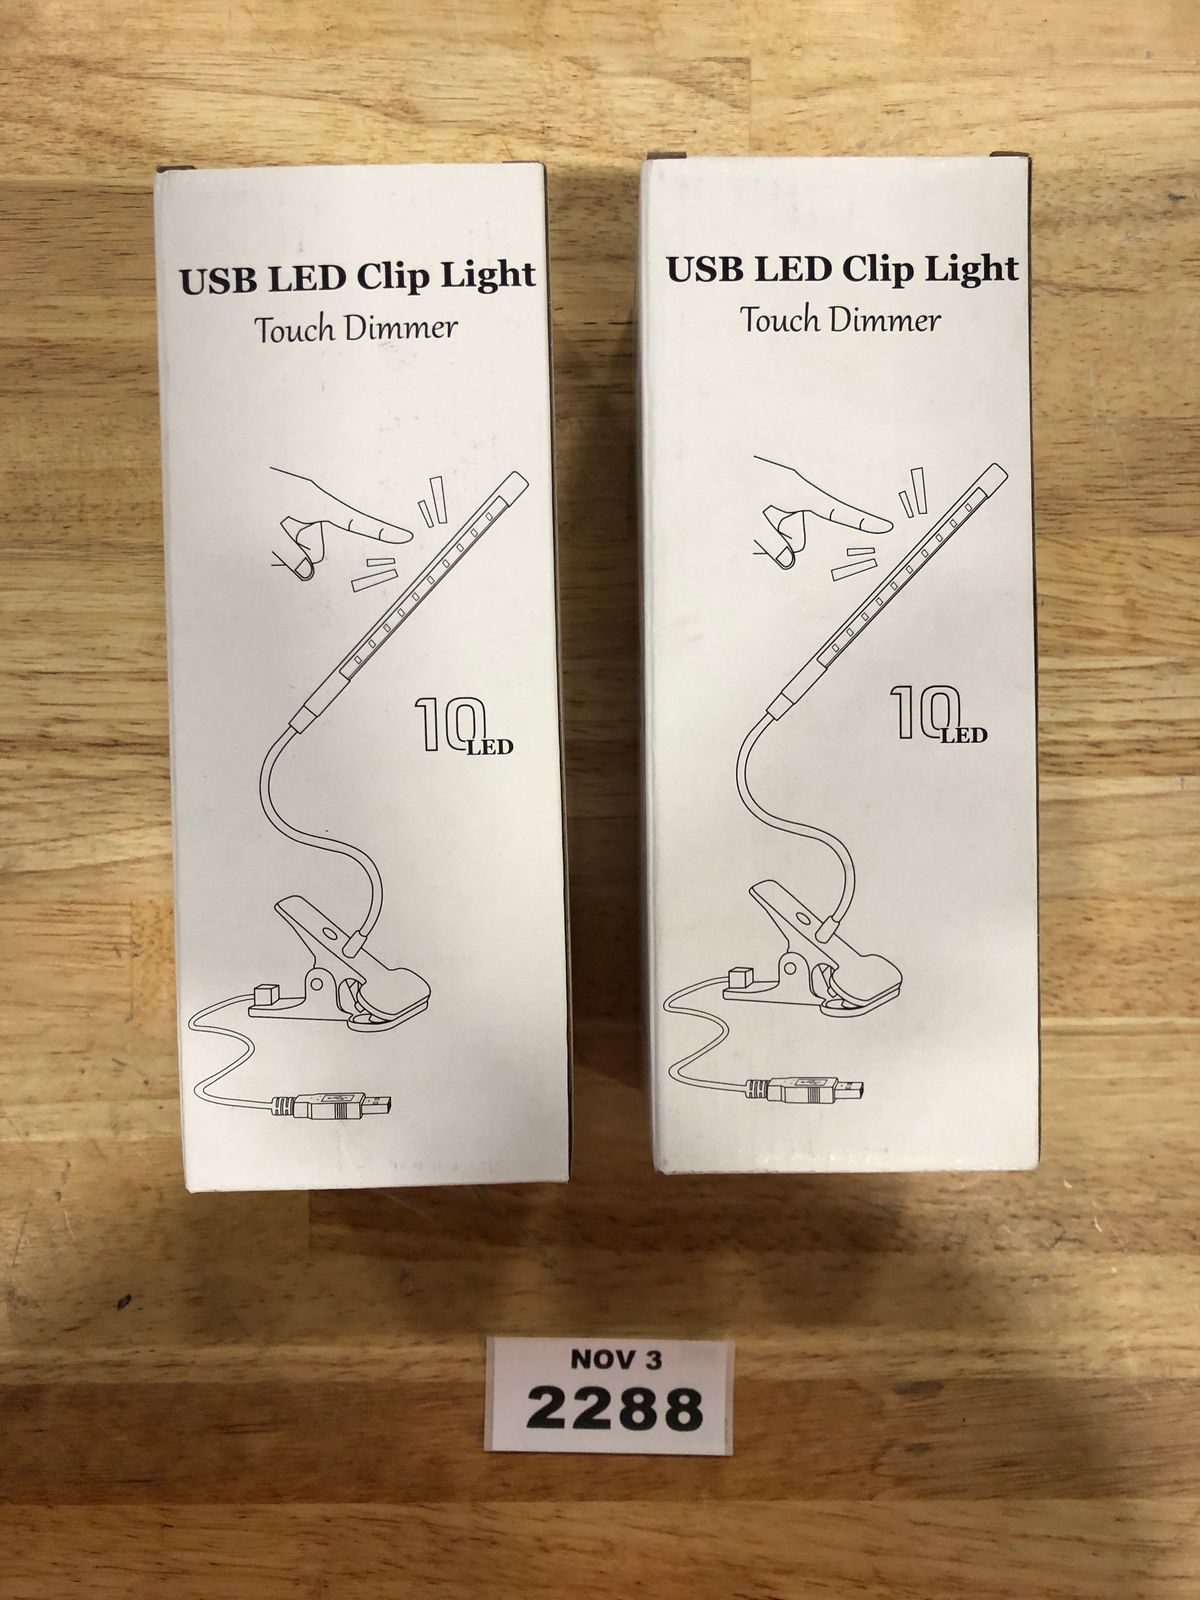 USB LED Clip Light
Touch Dimmer
10
LED
USB LED Clip Light
Touch Dimmer
10
LED
NOV 3
2288